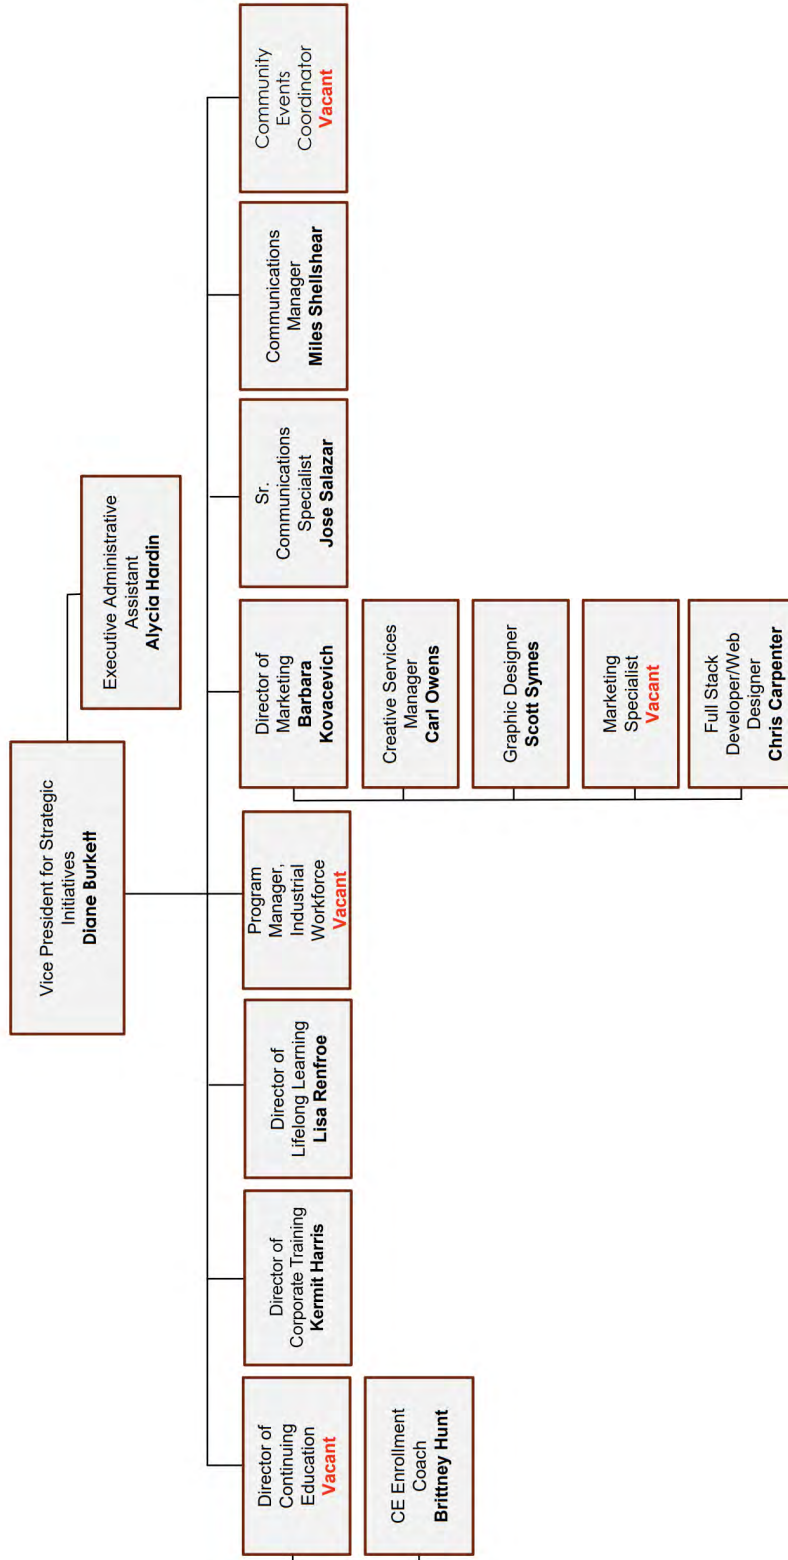 Vice President for Strategic
Initiatives
Diane Burkett
Executive Administrative
Assistant
Alycia Hardin
Director of
Continuing
Education
Vacant
Director of
Corporate Training
Kermit Harris
Director of
Lifelong Learning
Lisa Renfroe
Program
Manager,
Industrial
Workforce
Vacant
Director of
Marketing
Barbara
Kovacevich
Sr.
Communications
Specialist
Jose Salazar
Communications
Manager
Miles Shellshear
Community
Events
Coordinator
Vacant
CE Enrollment
Coach
Brittney Hunt
Creative Services
Manager
Carl Owens
Graphic Designer
Scott Symes
Marketing
Specialist
Vacant
Full Stack
Developer/Web
Designer
Chris Carpenter